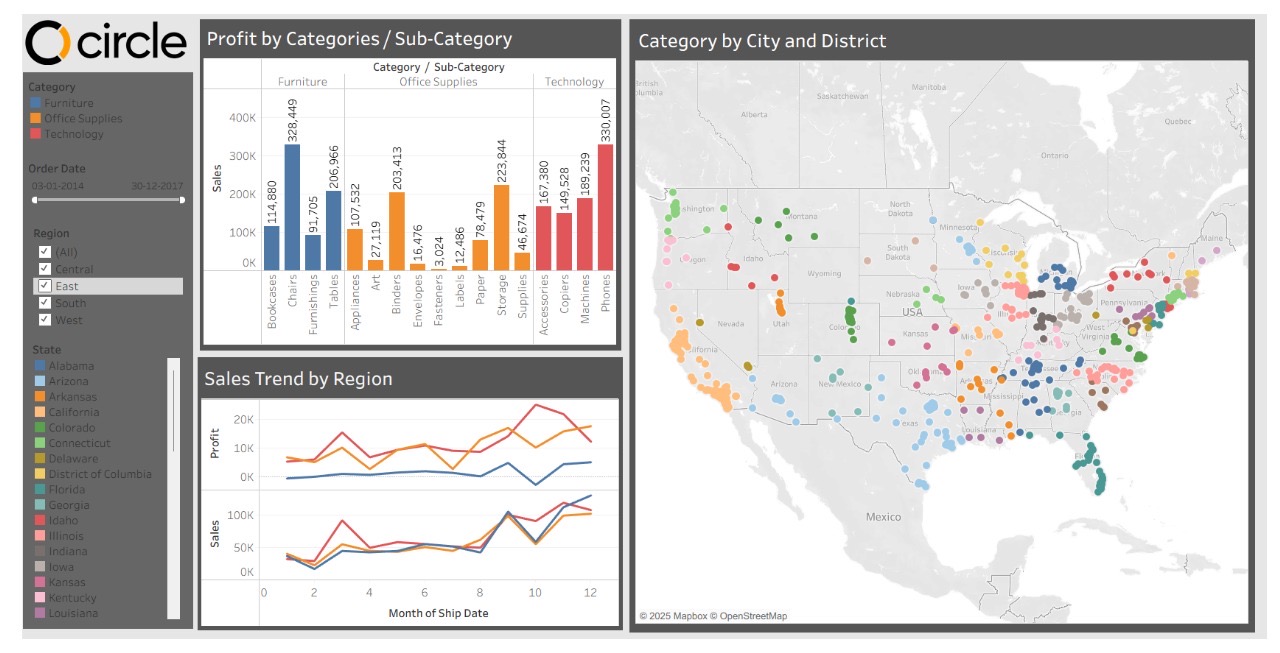 circle
Category
Furniture
Office Supplies
Technology
Order Date
03-01-2014 30-12-2017
Region
(All)
Central
East
South
West
State
Alabama
Arizona
Arkansas
California
Colorado
Connecticut
Delaware
District of Columbia
Florida
Georgia
Idaho
Illinois
Indiana
Iowa
Kansas
Kentucky
Louisiana
Profit by Categories / Sub-Category
Category / Sub-Category
Furniture Office Supplies Technology
Sales
400K
300K
200K
100K
0K
114,880
328,449
91,705
206,966
107,532
27,119
203,413
16,476
3,024
12,486
78,479
223,844
46,674
167,380
149,528
189,239
330,007
Bookcases
Chairs
Furnishings
Tables
Appliances
Art
Binders
Envelopes
Fasteners
Labels
Paper
Storage
Supplies
Accessories
Copiers
Machines
Phones
Sales Trend by Region
Profit
20K
10K
0K
Sales
100K
50K
0K
0 2 4 6 8 10 12
Month of Ship Date
Category by City and District
British
Columbia
Alberta
Saskatchewan
Manitoba
Ontario
Quebec
Montana
North
Dakota
Minnesota
South
Dakota
Idaho
Wyoming
Nebraska
Iowa
Maine
Pennsylvania
Nevada
Utah
USA
Kansas
West
Virginia
Arizona
New Mexico
Mississippi
Louisiana
Mexico
© 2025 Mapbox © OpenStreetMap